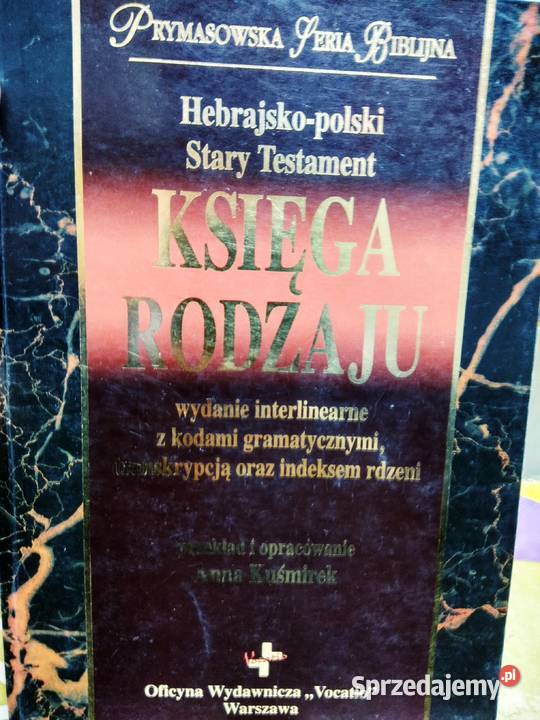 Prymasowska Seria Biblijna
Hebrajsko-polski
Stary Testament
KSIĘGA
RODZAJU
wydanie interlinearne
z kodami gramatycznymi,
transkrypcją oraz indeksem rdzeni
przekład i opracowanie
Anna Kuśmirek
Vocatio
Oficyna Wydawnicza „Vocatio”
Warszawa
Sprzedajemy.pl